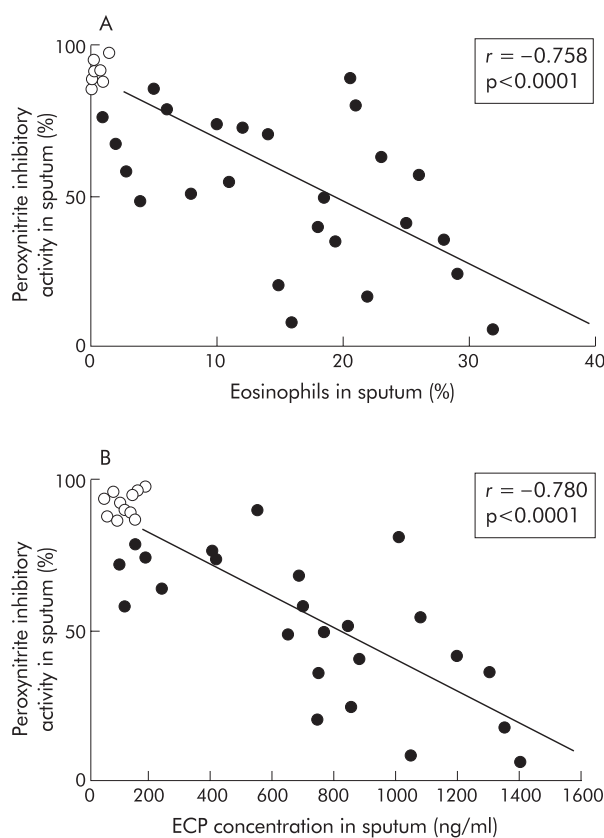 A
r = –0.758
p<0.0001
Peroxynitrite inhibitory
activity in sputum (%)
100
50
0
0 10 20 30 40
Eosinophils in sputum (%)
B
r = –0.780
p<0.0001
Peroxynitrite inhibitory
activity in sputum (%)
100
50
0
0 200 400 600 800 1000 1200 1400 1600
ECP concentration in sputum (ng/ml)